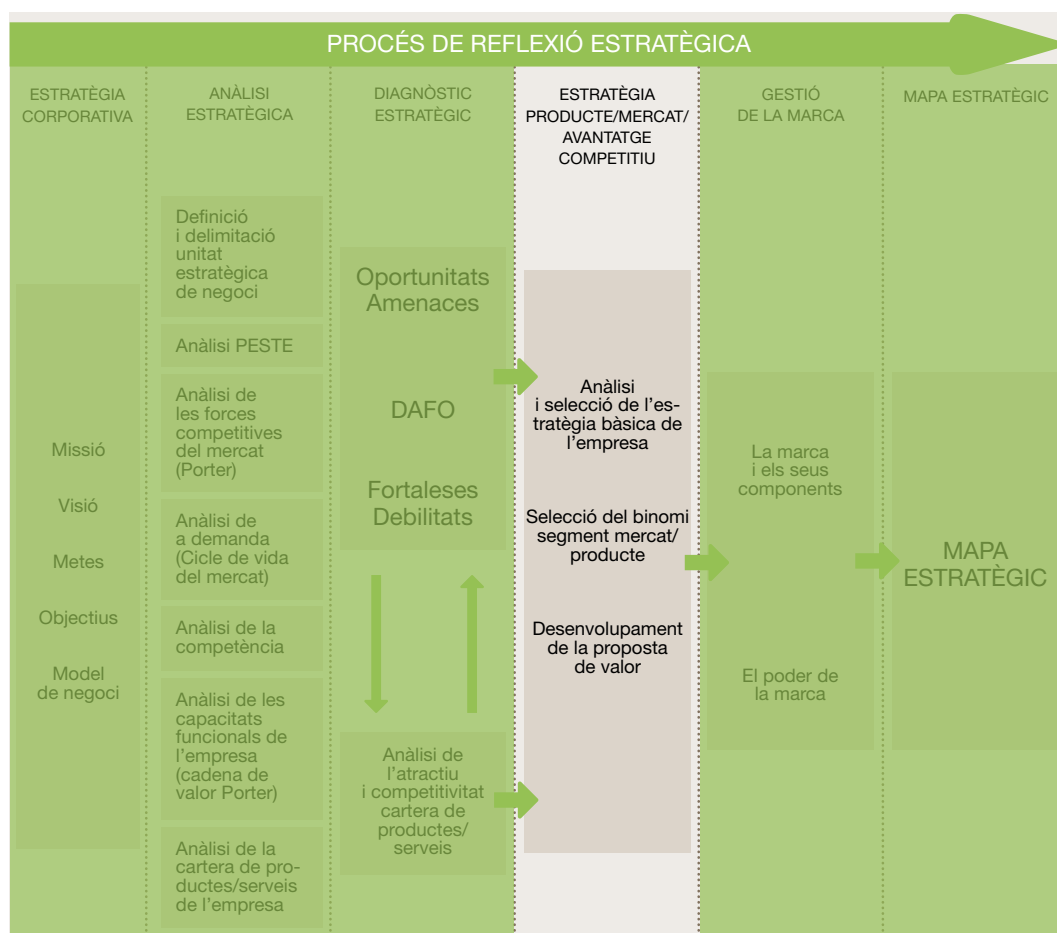 PROCÉS DE REFLEXIÓ ESTRATÈGICA
ESTRATÈGIA
CORPORATIVA
Missió
Visió
Metes
Objectius
Model
de negoci
ANÀLISI
ESTRATÈGICA
Definició
i delimitació
unitat
estratègica
de negoci
Anàlisi PESTE
Anàlisi de
les forces
competitives
del mercat
(Porter)
Anàlisi de
a demanda
(Cicle de vida
del mercat)
Anàlisi de la
competència
Anàlisi de les
capacitats
funcionals de
l’empresa
(cadena de
valor Porter)
Anàlisi de la
cartera de pro-
ductes/serveis
de l’empresa
DIAGNÒSTIC
ESTRATÈGIC
Oportunitats
Amenaces
DAFO
Fortaleses
Debilitats
Anàlisi de
l’atractiu
i competitivitat
cartera de
productes/
serveis
ESTRATÈGIA
PRODUCTE/MERCAT/
AVANTATGE
COMPETITIU
Anàlisi
i selecció de l’es-
tratègia bàsica de
l’empresa
Selecció del binomi
segment mercat/
producte
Desenvolupament
de la proposta
de valor
GESTIÓ
DE LA MARCA
La marca
i els seus
components
El poder de
la marca
MAPA ESTRATÈGIC
MAPA
ESTRATÈGIC